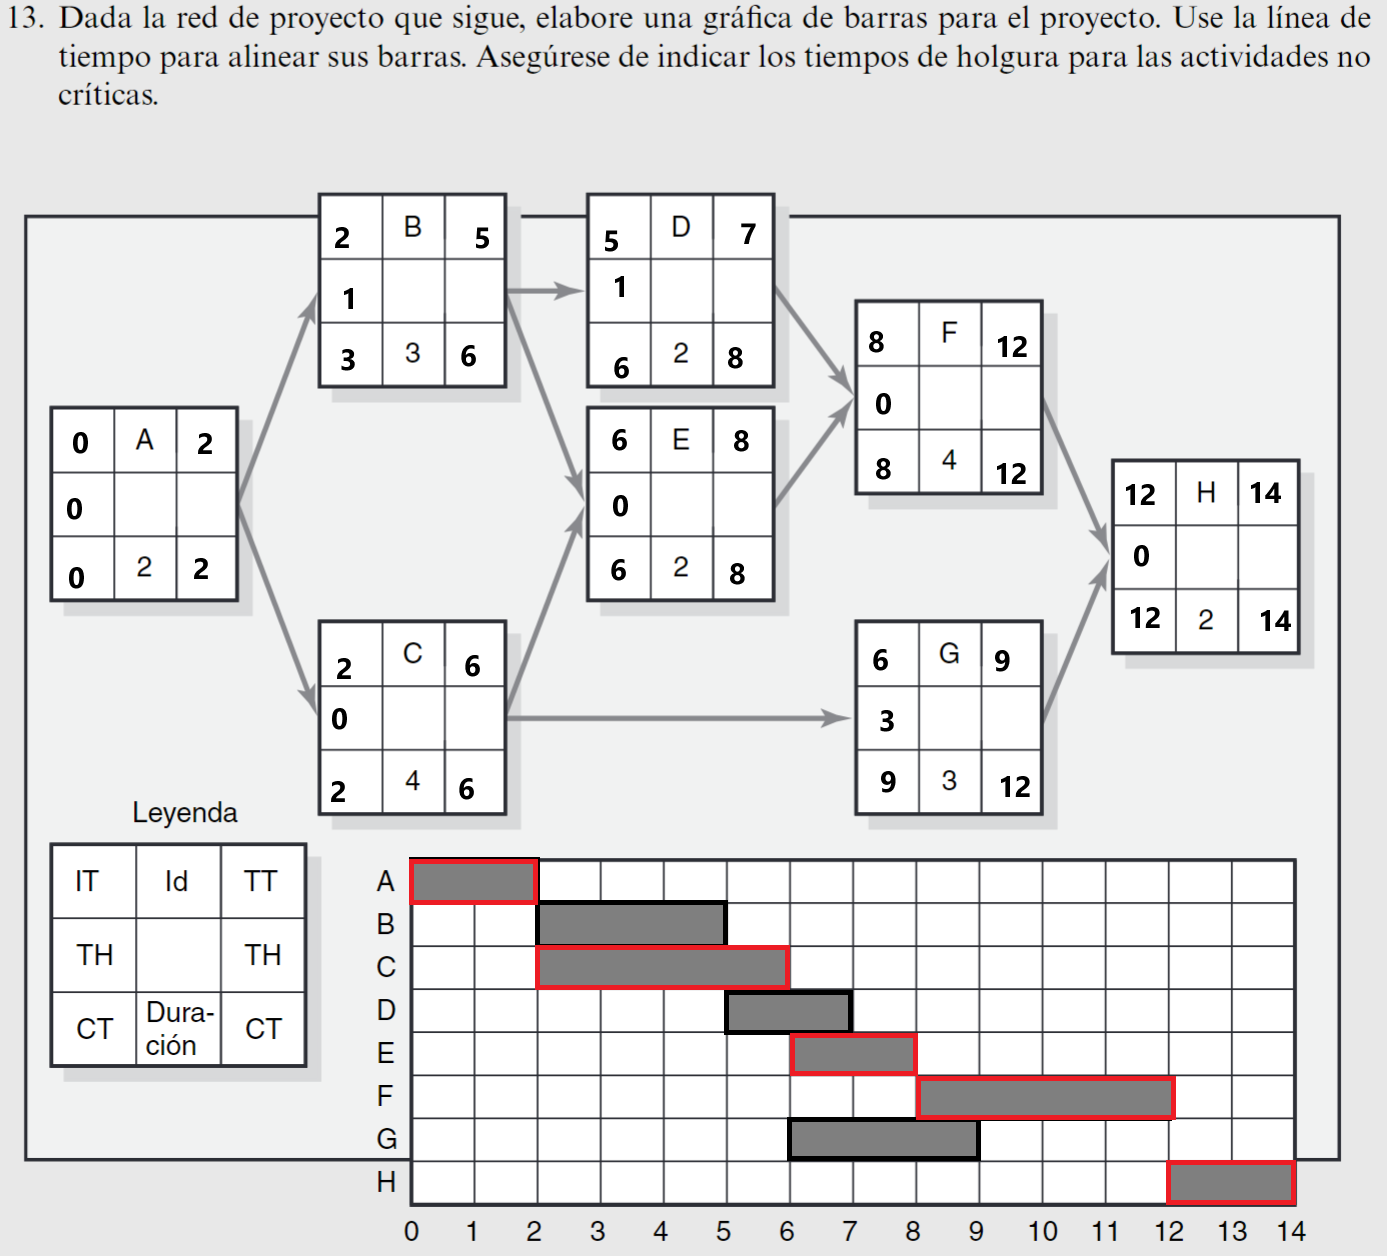 13. Dada la red de proyecto que sigue, elabore una gráfica de barras para el proyecto. Use la línea de
tiempo para alinear sus barras. Asegúrese de indicar los tiempos de holgura para las actividades no
críticas.
2 B 5
1
3 3 6
5 D 7
1
6 2 8
8 F 12
0
8 4 12
0 A 2
0
0 2 2
6 E 8
0
6 2 8
12 H 14
0
12 2 14
2 C 6
0
2 4 6
6 G 9
3
9 3 12
Leyenda
IT Id TT
TH TH
CT Dura-
ción CT
A
B
C
D
E
F
G
H
0 1 2 3 4 5 6 7 8 9 10 11 12 13 14